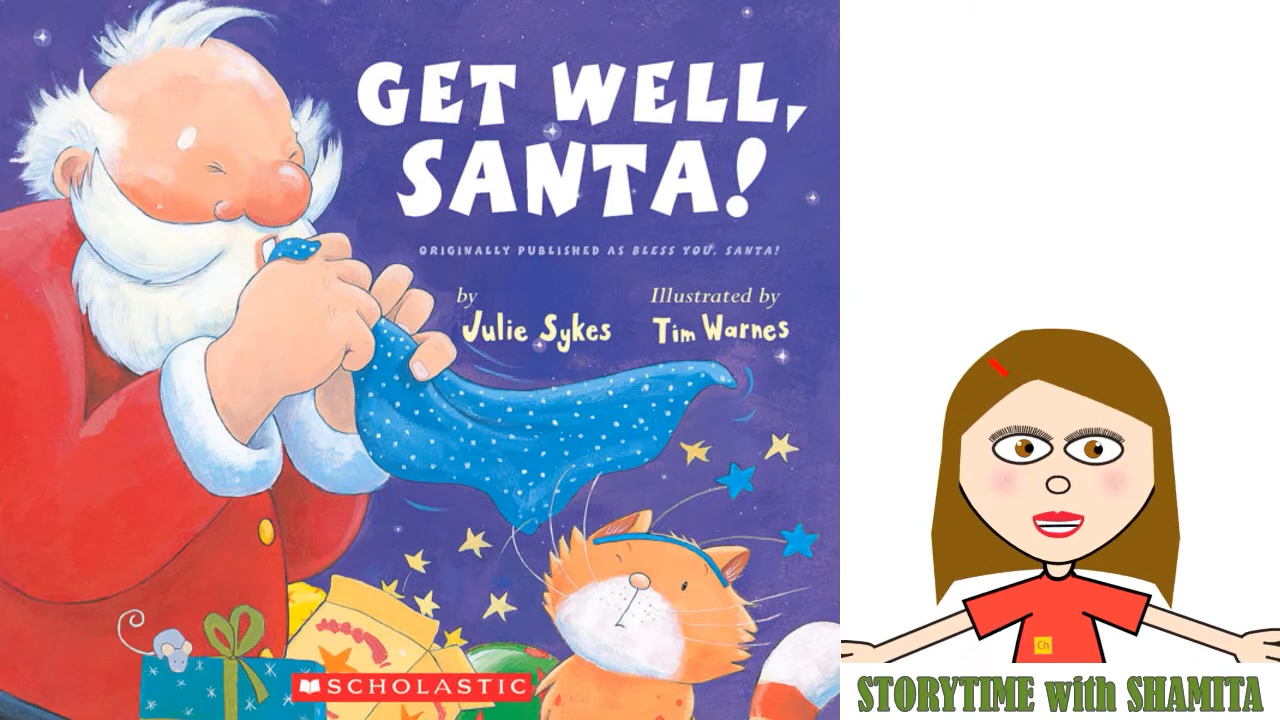 GET WELL,
SANTA!
ORIGINALLY PUBLISHED AS BLESS YOU, SANTA!
by
Julie Sykes
Illustrated by
Tim Warnes
SCHOLASTIC
Ch
STORYTIME with SHAMITA